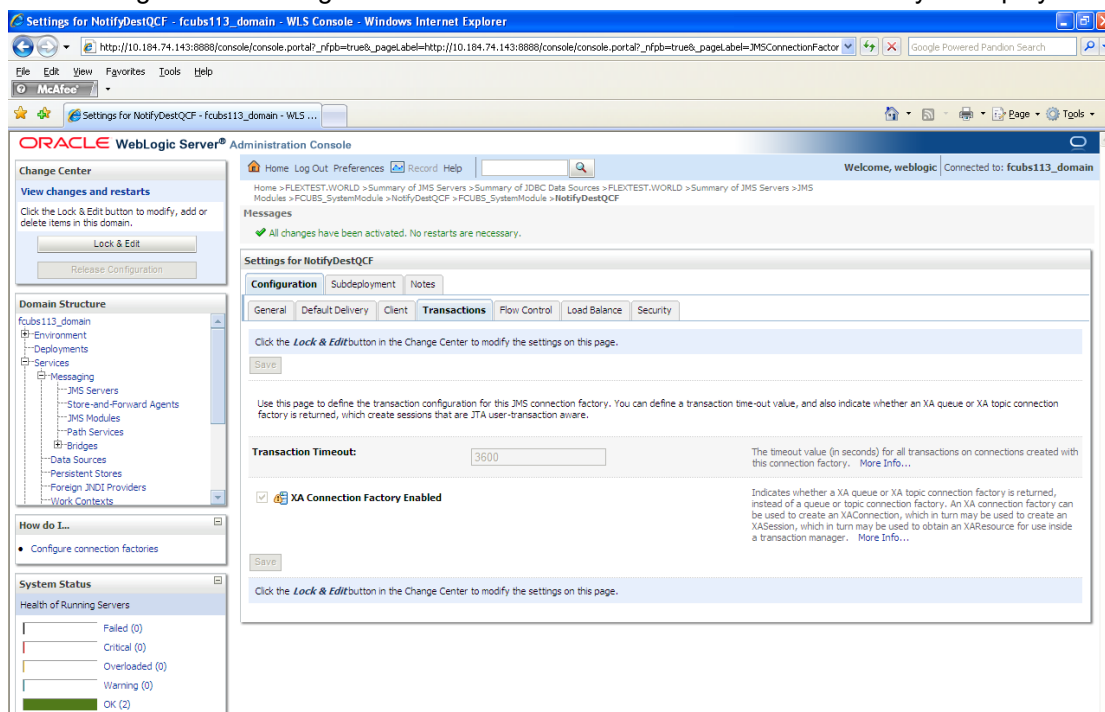 Settings for NotifyDestQCF - fcubs113_domain - WLS Console - Windows Internet Explorer
http://10.184.74.143:8888/console/console.portal?_nfpb=true&_pageLabel=http://10.184.74.143:8888/console/console.portal?_nfpb=true&_pageLabel=JMSConnectionFactor
Google Powered Pandion Search
File Edit View Favorites Tools Help
McAfee
Settings for NotifyDestQCF - fcubs113_domain - WLS ...
Page Tools
ORACLE WebLogic Server® Administration Console
Change Center
View changes and restarts
Click the Lock & Edit button to modify, add or
delete items in this domain.
Lock & Edit
Release Configuration
Domain Structure
fcubs113_domain
Environment
Deployments
Services
Messaging
JMS Servers
Store-and-Forward Agents
JMS Modules
Path Services
Bridges
Data Sources
Persistent Stores
Foreign JNDI Providers
Work Contexts
How do I...
Configure connection factories
System Status
Health of Running Servers
Failed (0)
Critical (0)
Overloaded (0)
Warning (0)
OK (2)
Home Log Out Preferences Record Help
Welcome, weblogic Connected to: fcubs113_domain
Home >FLEXTEST.WORLD >Summary of JMS Servers >Summary of JDBC Data Sources >FLEXTEST.WORLD >Summary of JMS Servers >JMS
Modules >FCUBS_SystemModule >NotifyDestQCF >FCUBS_SystemModule >NotifyDestQCF
Messages
All changes have been activated. No restarts are necessary.
Settings for NotifyDestQCF
Configuration Subdeployment Notes
General Default Delivery Client Transactions Flow Control Load Balance Security
Click the Lock & Edit button in the Change Center to modify the settings on this page.
Save
Use this page to define the transaction configuration for this JMS connection factory. You can define a transaction time-out value, and also indicate whether an XA queue or XA topic connection
factory is returned, which create sessions that are JTA user-transaction aware.
Transaction Timeout:
3600
The timeout value (in seconds) for all transactions on connections created with
this connection factory. More Info...
XA Connection Factory Enabled
Indicates whether a XA queue or XA topic connection factory is returned,
instead of a queue or topic connection factory. An XA connection factory can
be used to create an XAConnection, which in turn may be used to create an
XASession, which in turn may be used to obtain an XAResource for use inside
a transaction manager. More Info...
Save
Click the Lock & Edit button in the Change Center to modify the settings on this page.